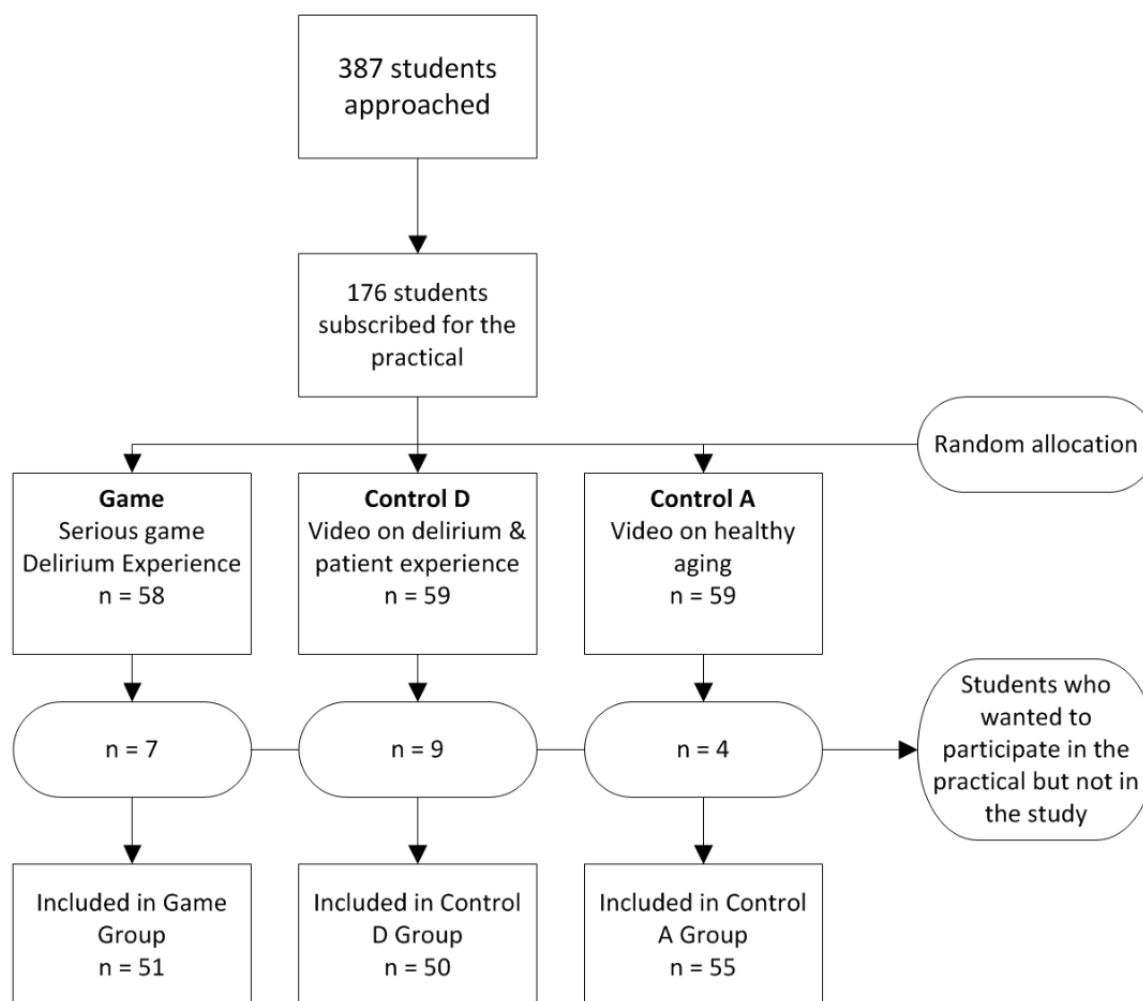 387 students
approached
176 students
subscribed for the
practical
Random allocation
Game
Serious game
Delirium Experience
n = 58
Control D
Video on delirium &
patient experience
n = 59
Control A
Video on healthy
aging
n = 59
n = 7
n = 9
n = 4
Students who
wanted to
participate in the
practical but not in
the study
Included in Game
Group
n = 51
Included in Control
D Group
n = 50
Included in Control
A Group
n = 55